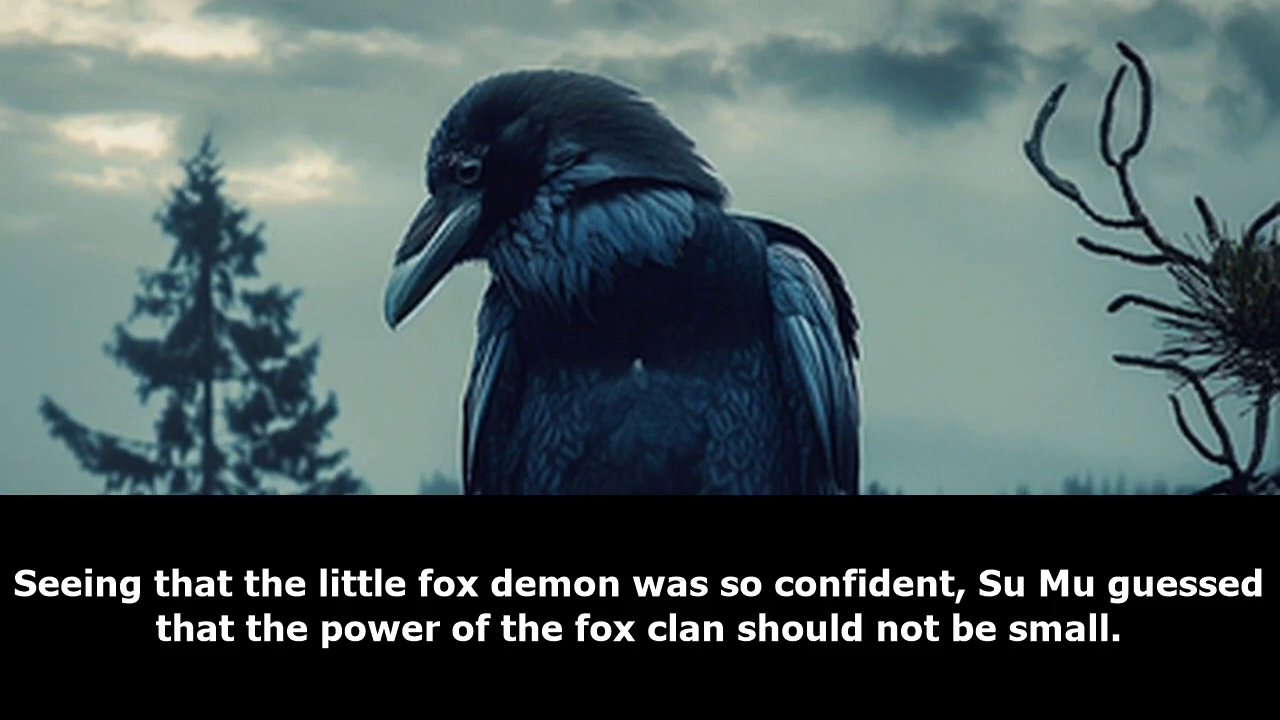 Seeing that the little fox demon was so confident, Su Mu guessed
that the power of the fox clan should not be small.